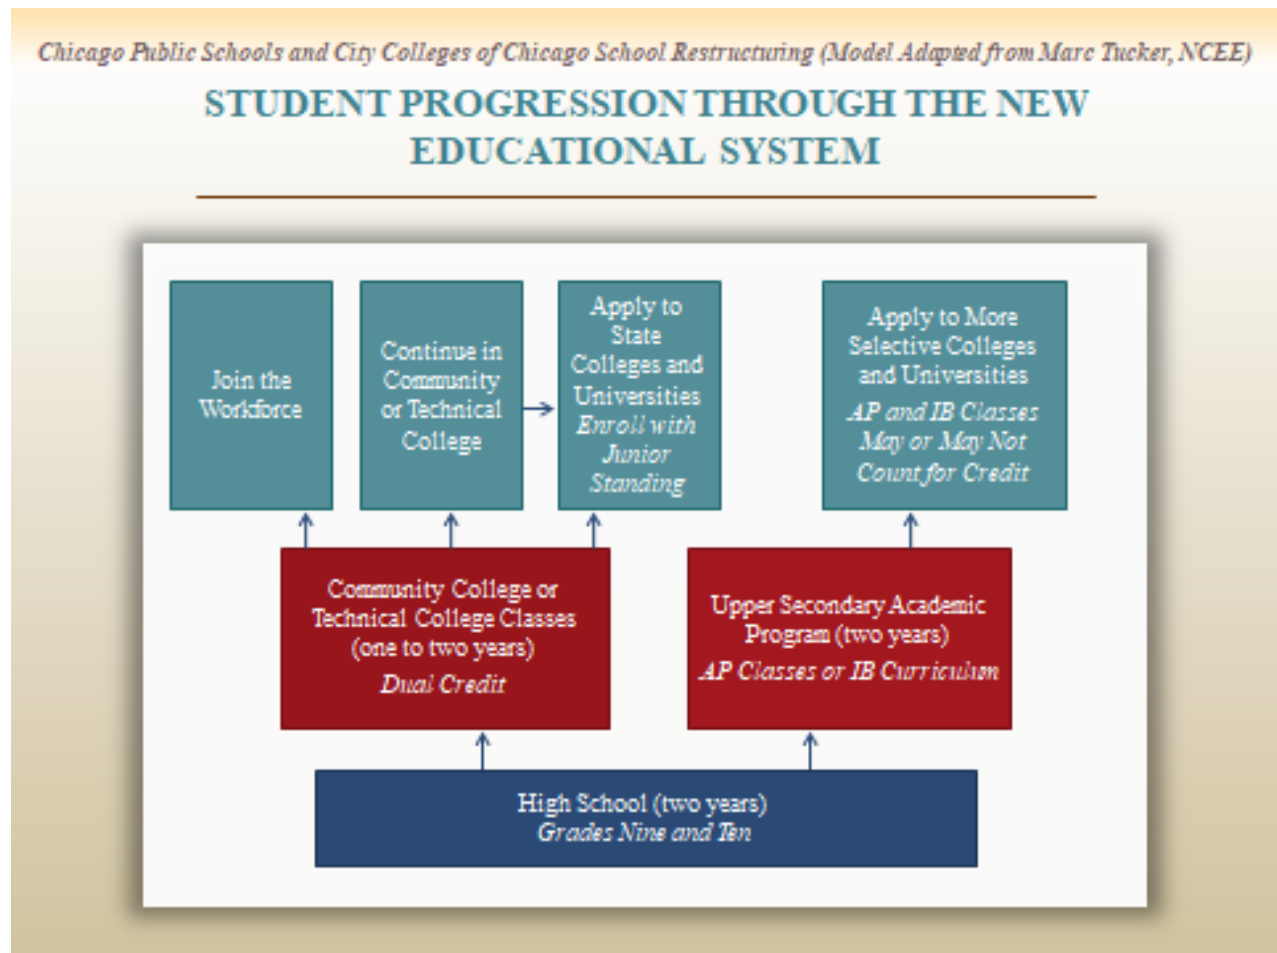 Chicago Public Schools and City Colleges of Chicago School Restructuring (Model Adapted from Marc Tucker, NCEE)
STUDENT PROGRESSION THROUGH THE NEW
EDUCATIONAL SYSTEM
Join the
Workforce
Continue in
Community
or Technical
College
Apply to
State
Colleges and
Universities
Enroll with
Junior
Standing
Apply to More
Selective Colleges
and Universities
AP and IB Classes
May or May Not
Count for Credit
Community College or
Technical College Classes
(one to two years)
Dual Credit
Upper Secondary Academic
Program (two years)
AP Classes or IB Curriculum
High School (two years)
Grades Nine and Ten